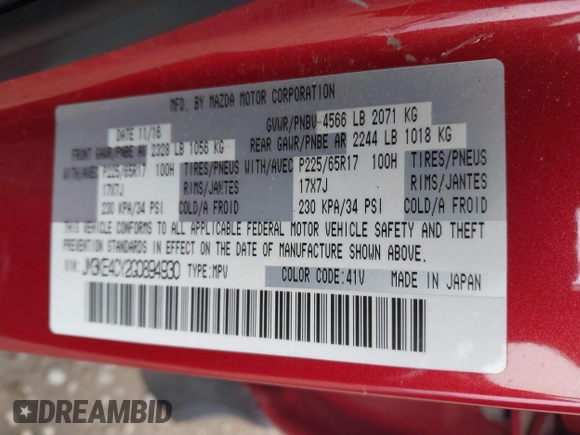 MFD. BY MAZDA MOTOR CORPORATION
DATE 11/16 GVWR/PNBV 4566 LB 2071 KG
FRONT GAWR/PNBE AV 2328 LB 1056 KG REAR GAWR/PNBE AR 2244 LB 1018 KG
WITH/AVEC P225/65R17 100H TIRES/PNEUS WITH/AVEC P225/65R17 100H TIRES/PNEUS
17X7J RIMS/JANTES 17X7J RIMS/JANTES
230 KPA/34 PSI COLD/A FROID 230 KPA/34 PSI COLD/A FROID
THIS VEHICLE CONFORMS TO ALL APPLICABLE FEDERAL MOTOR VEHICLE SAFETY AND THEFT
PREVENTION STANDARDS IN EFFECT ON THE DATE OF MANUFACTURE SHOWN ABOVE.
VIN: JM3KE4CY2G0894930 TYPE:MPV COLOR CODE:41V MADE IN JAPAN
DREAMBID